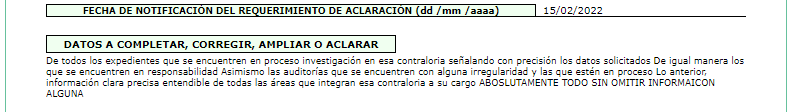 FECHA DE NOTIFICACIÓN DEL REQUERIMIENTO DE ACLARACIÓN (dd /mm /aaaa) 15/02/2022
DATOS A COMPLETAR, CORREGIR, AMPLIAR O ACLARAR
De todos los expedientes que se encuentren en proceso investigación en esa contraloria señalando con precisión los datos solicitados De igual manera los
que se encuentren en responsabilidad Asimismo las auditorías que se encuentren con alguna irregularidad y las que estén en proceso Lo anterior,
información clara precisa entendible de todas las áreas que integran esa contraloria a su cargo ABOSLUTAMENTE TODO SIN OMITIR INFORMAICON
ALGUNA